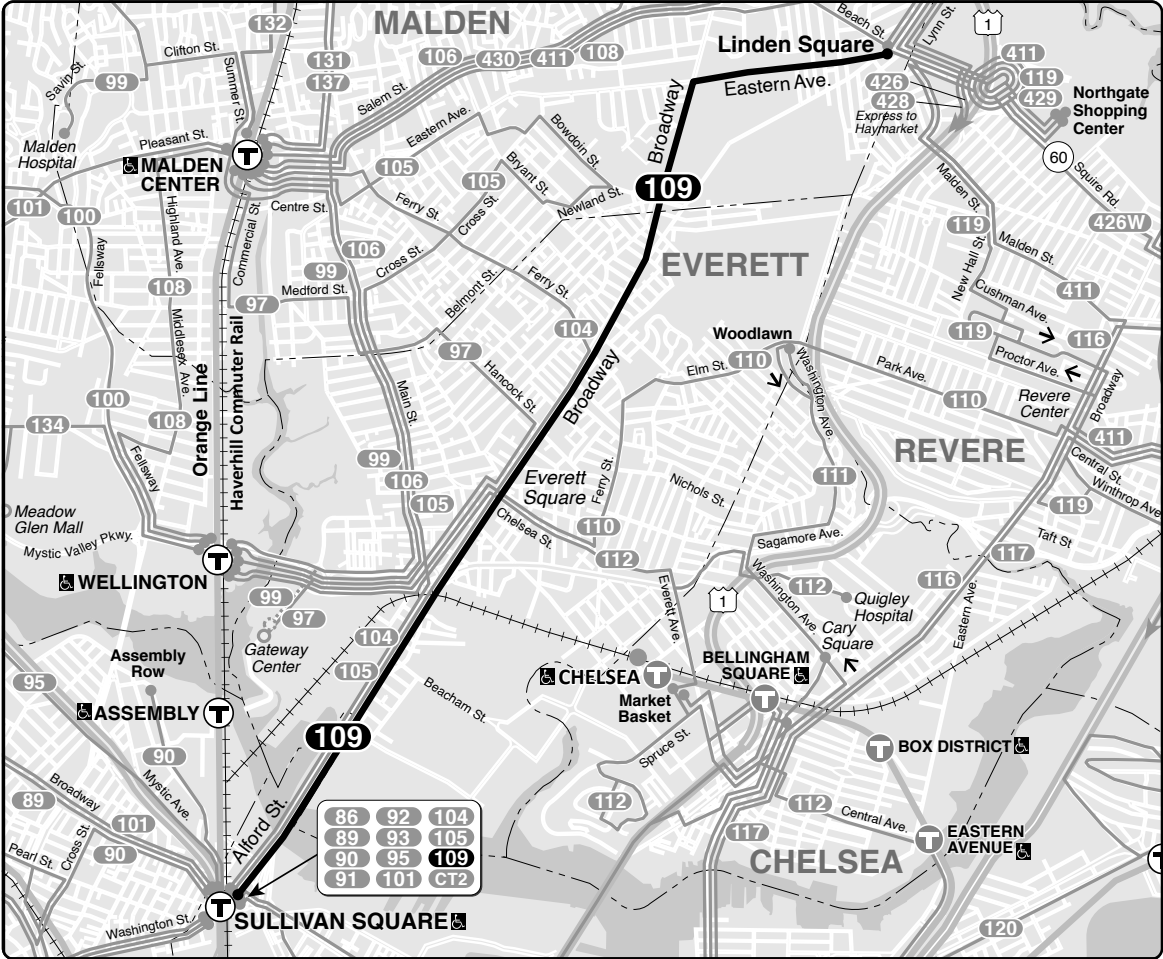 MALDEN
132
Clifton St.
131
137
106
430
411
108
Linden Square
Beach St.
Lynn St.
1
411
119
429
Northgate
Shopping
Center
Savin St.
99
Summer St.
Salem St.
Eastern Ave.
Broadway
426
428
Express to
Haymarket
60
Squire Rd.
426W
Malden
Hospital
Pleasant St.
T
MALDEN
CENTER
Eastern Ave.
Bowdoin St.
105
105
Bryant St.
Newland St.
109
101
100
Highland Ave.
Commercial St.
Centre St.
Ferry St.
Cross St.
Malden St.
119
Malden St.
New Hall St.
Fellsway
106
99
Cross St.
EVERETT
108
97
Medford St.
Belmont St.
Ferry St.
411
Cushman Ave.
Middlesex Ave.
Orange Line
Haverhill Commuter Rail
104
97
Hancock St.
Broadway
Woodlawn
Elm St.
110
Washington Ave.
119
116
Proctor Ave.
Park Ave.
110
Revere
Center
Broadway
100
134
108
Main St.
Fellsway
99
106
105
REVERE
411
Central St.
Winthrop Ave
119
Taft St
Everett
Square
Ferry St.
Nichols St.
111
Meadow
Glen Mall
Mystic Valley Pkwy.
Chelsea St.
110
112
Sagamore Ave.
117
T
WELLINGTON
99
97
Gateway
Center
Everett Ave.
1
Washington Ave
112
Quigley
Hospital
Cary
Square
116
Eastern Ave.
104
105
Assembly
Row
95
T
ASSEMBLY
T
CHELSEA
Market
Basket
BELLINGHAM
SQUARE
T
Beacham St.
Spruce St.
109
T
BOX DISTRICT
90
Mystic Ave.
89
Broadway
101
90
Pearl St.
Cross St.
Alford St.
86 92 104
89 93 105
90 95 109
91 101 CT2
112
112
Central Ave.
117
CHELSEA
T
EASTERN
AVENUE
T
T
SULLIVAN SQUARE
Washington St.
120